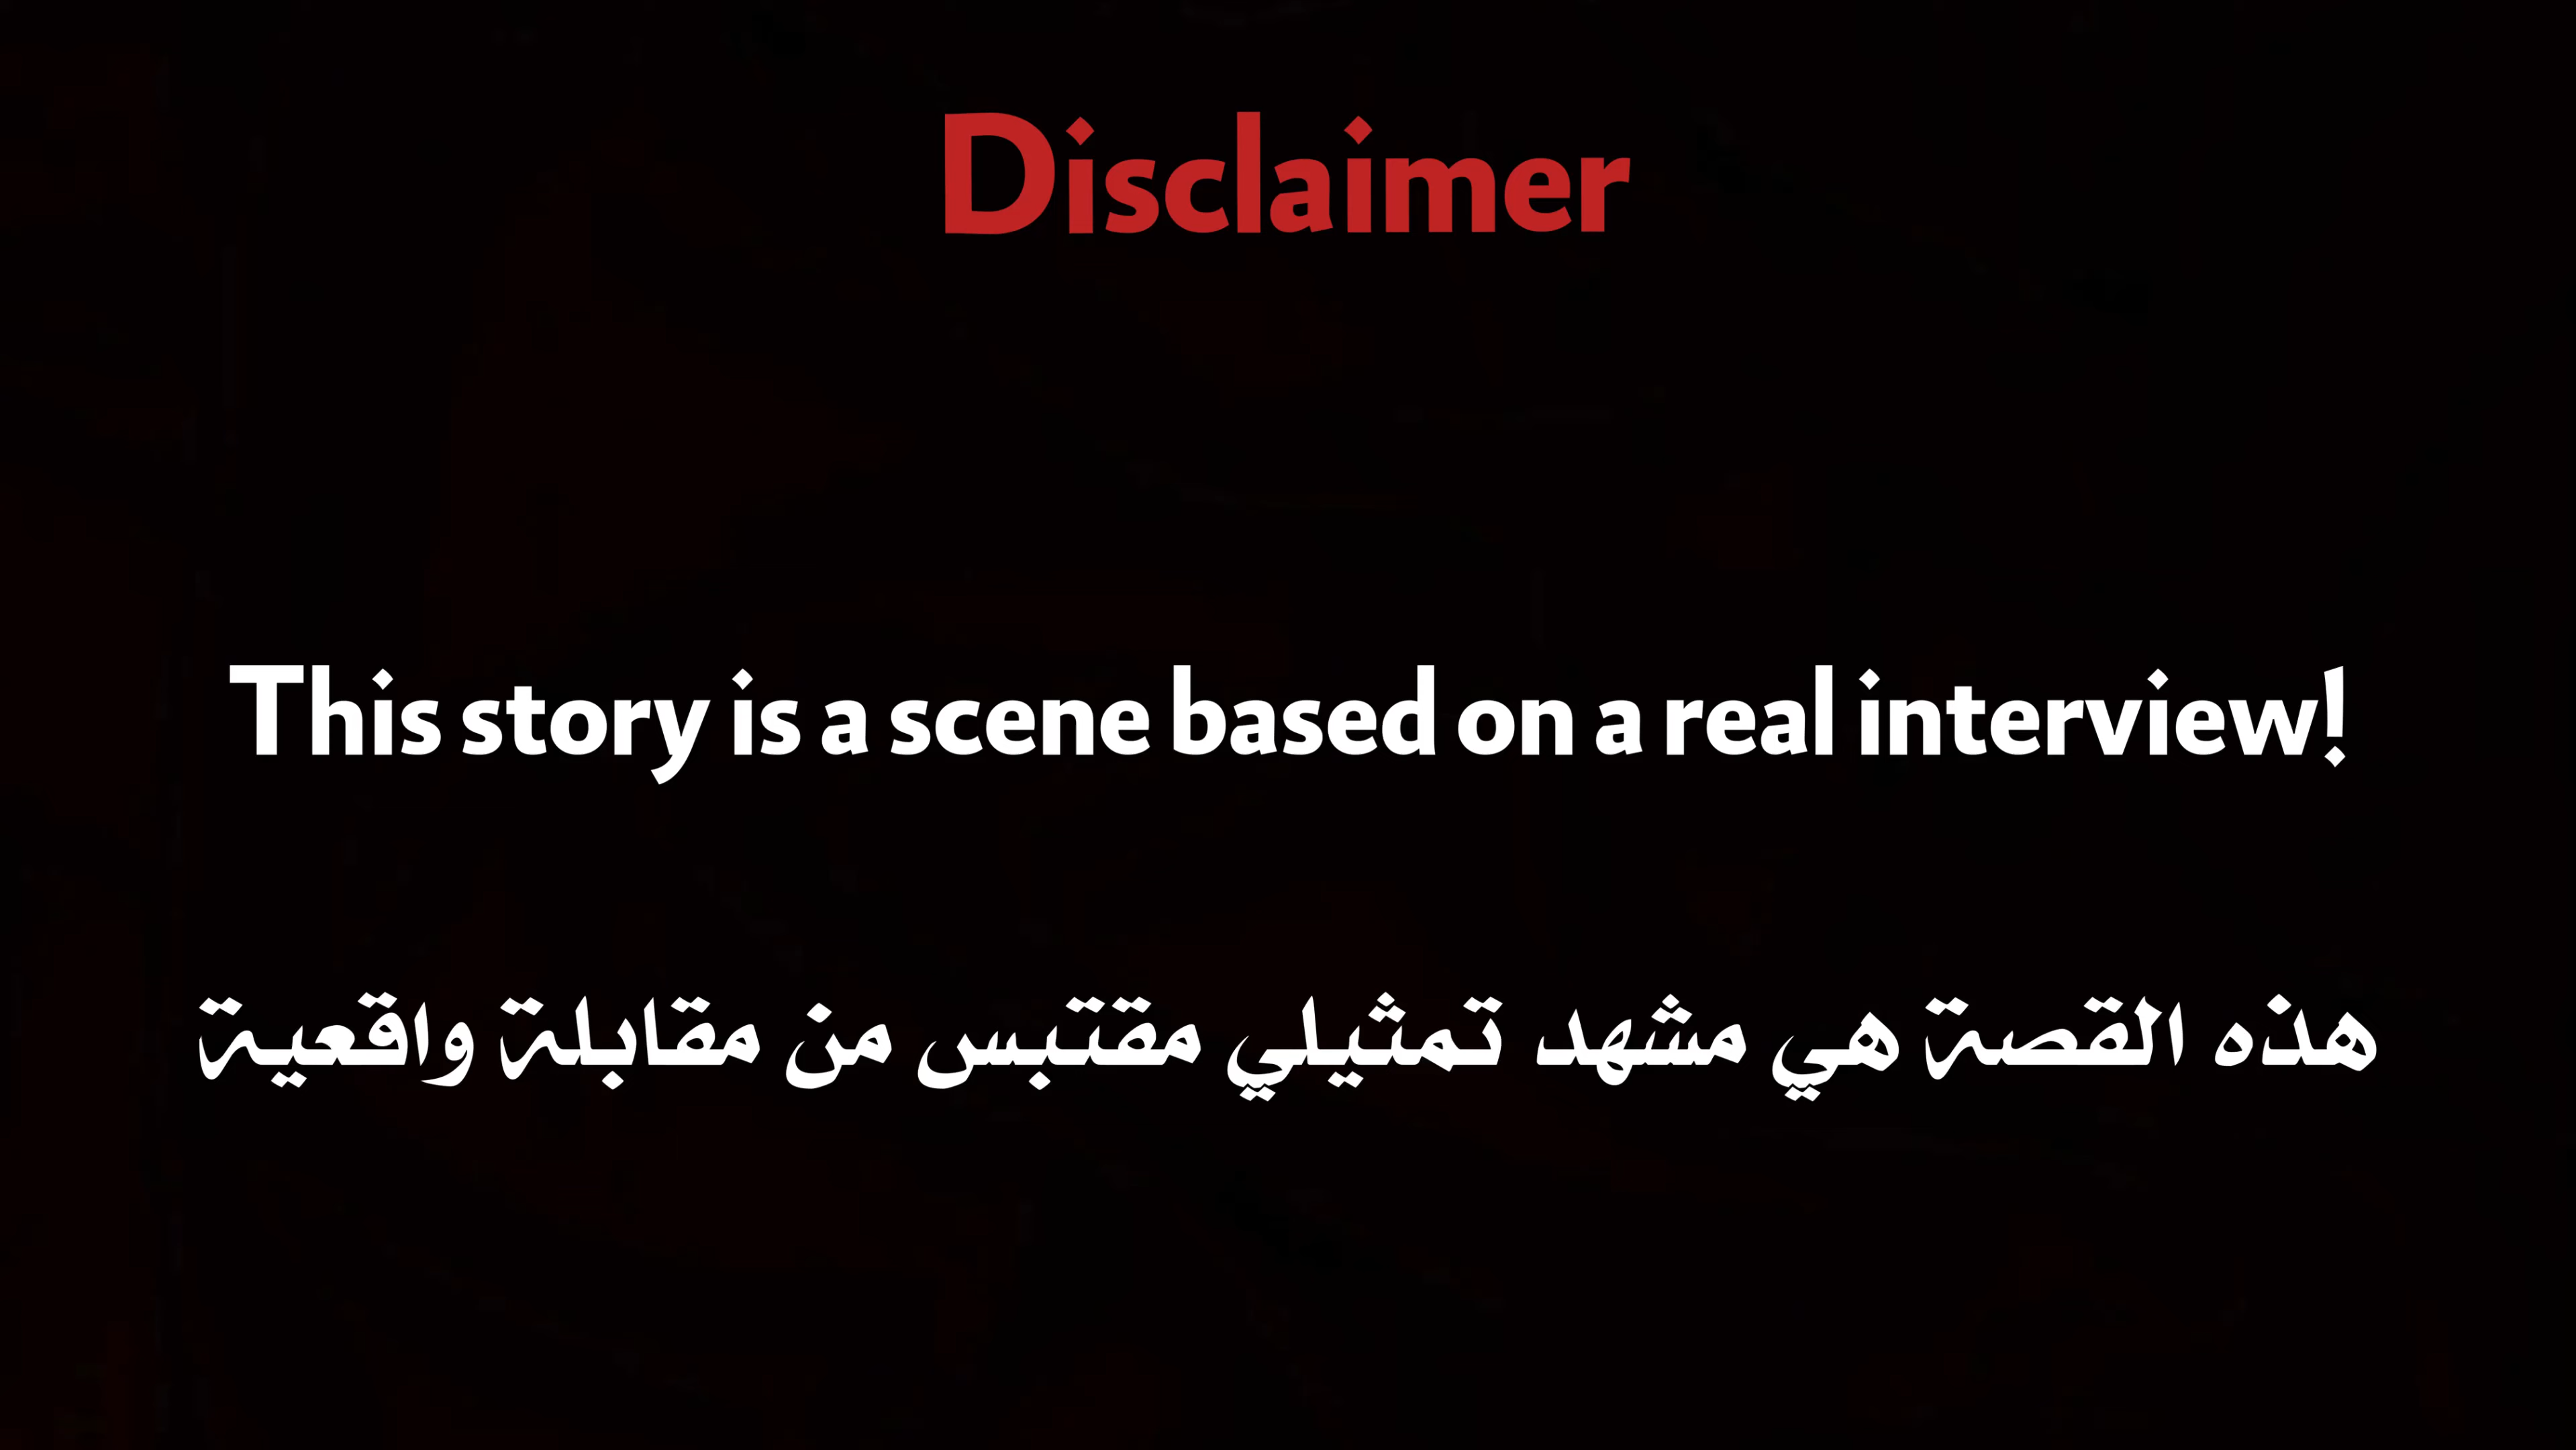 Disclaimer
This story is a scene based on a real interview!
هذه القصة هي مشهد تمثيلي مقتبس من مقابلة واقعية